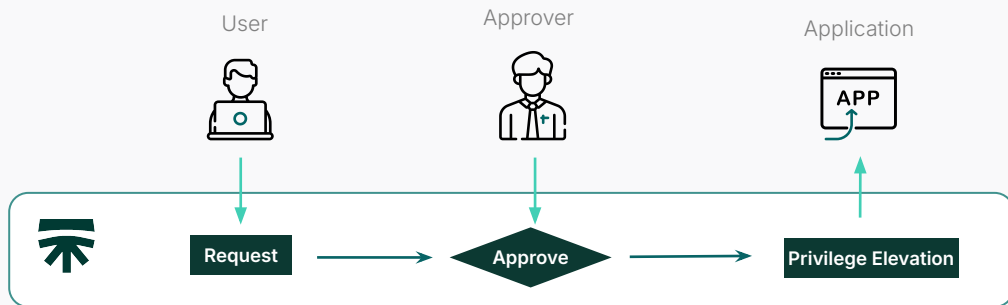 User
Approver
Application
APP
Request
Approve
Privilege Elevation